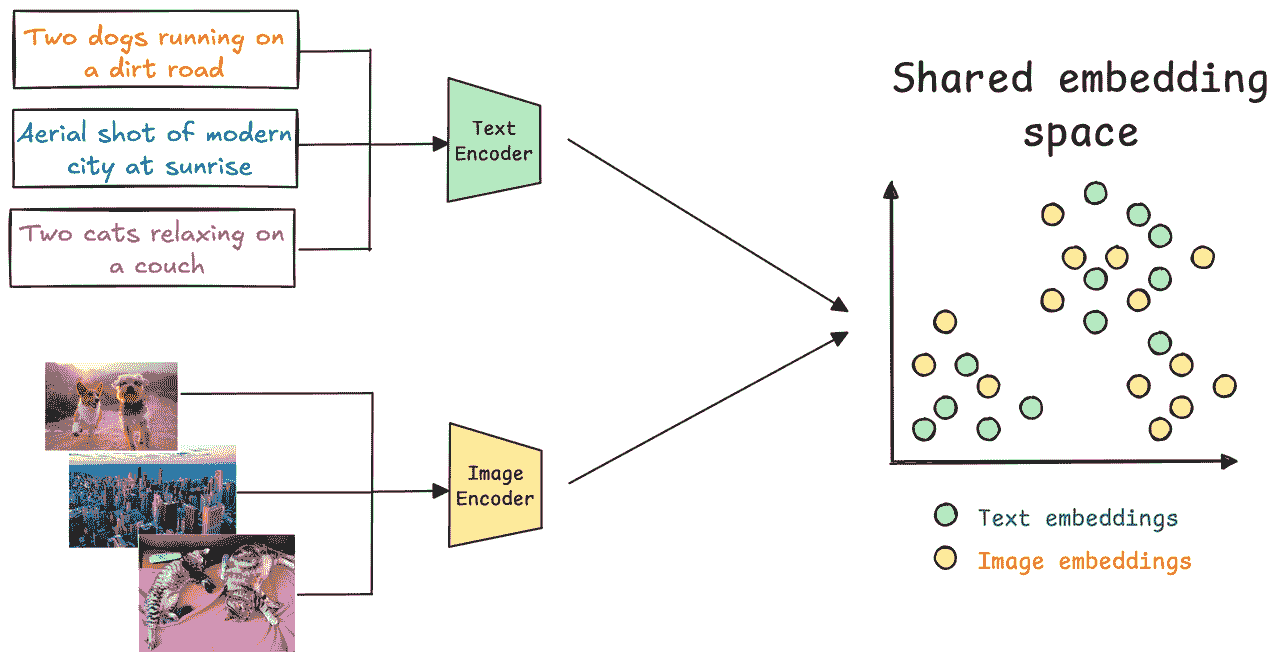 Two dogs running on
a dirt road
Aerial shot of modern
city at sunrise
Two cats relaxing on
a couch
Text
Encoder
Image
Encoder
Shared embedding
space
Text embeddings
Image embeddings